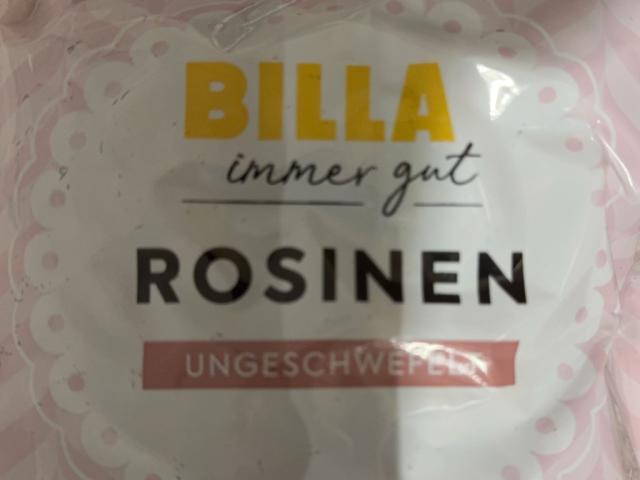 BILLA
immer gut
ROSINEN
UNGESCHWEFELT